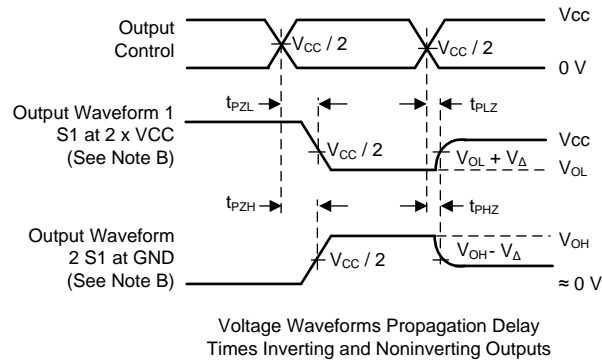 Output
Control
VCC / 2
VCC / 2
Vcc
0 V
tPZL
tPLZ
Output Waveform 1
S1 at 2 x VCC
(See Note B)
VCC / 2
VOL + VΔ
Vcc
VOL
tPZH
tPHZ
Output Waveform
2 S1 at GND
(See Note B)
VCC / 2
VOH - VΔ
VOH
≈ 0 V
Voltage Waveforms Propagation Delay
Times Inverting and Noninverting Outputs